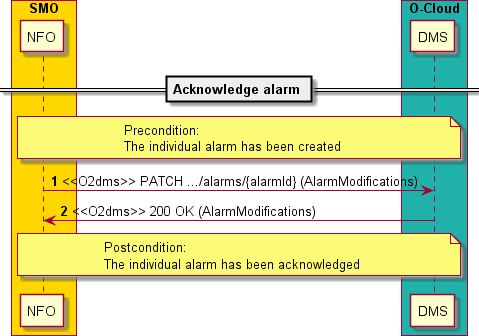 SMO
O-Cloud
NFO
DMS
Acknowledge alarm
Precondition:
The individual alarm has been created
1 <<O2dms>> PATCH .../alarms/{alarmId} (AlarmModifications)
2 <<O2dms>> 200 OK (AlarmModifications)
Postcondition:
The individual alarm has been acknowledged
NFO
DMS